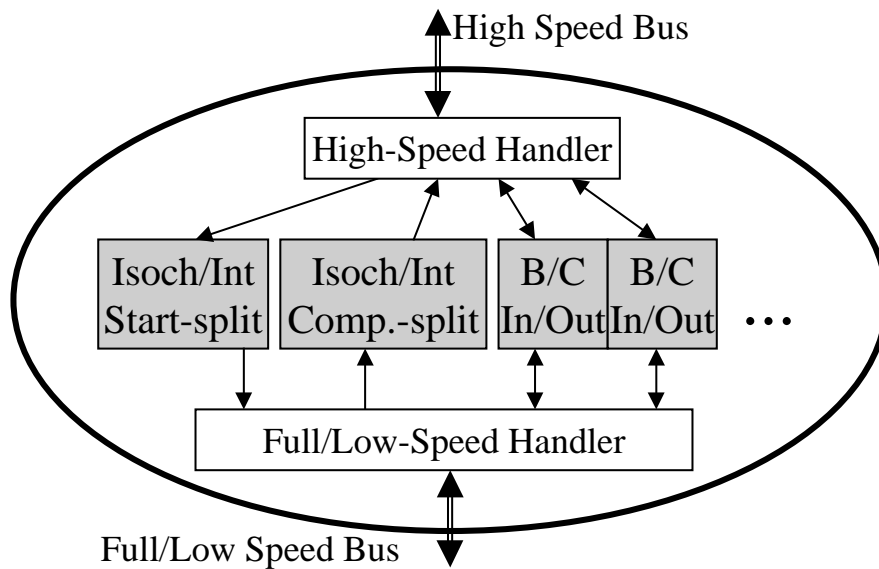 High Speed Bus
High-Speed Handler
Isoch/Int
Start-split
Isoch/Int
Comp.-split
B/C
In/Out
B/C
In/Out
...
Full/Low-Speed Handler
Full/Low Speed Bus